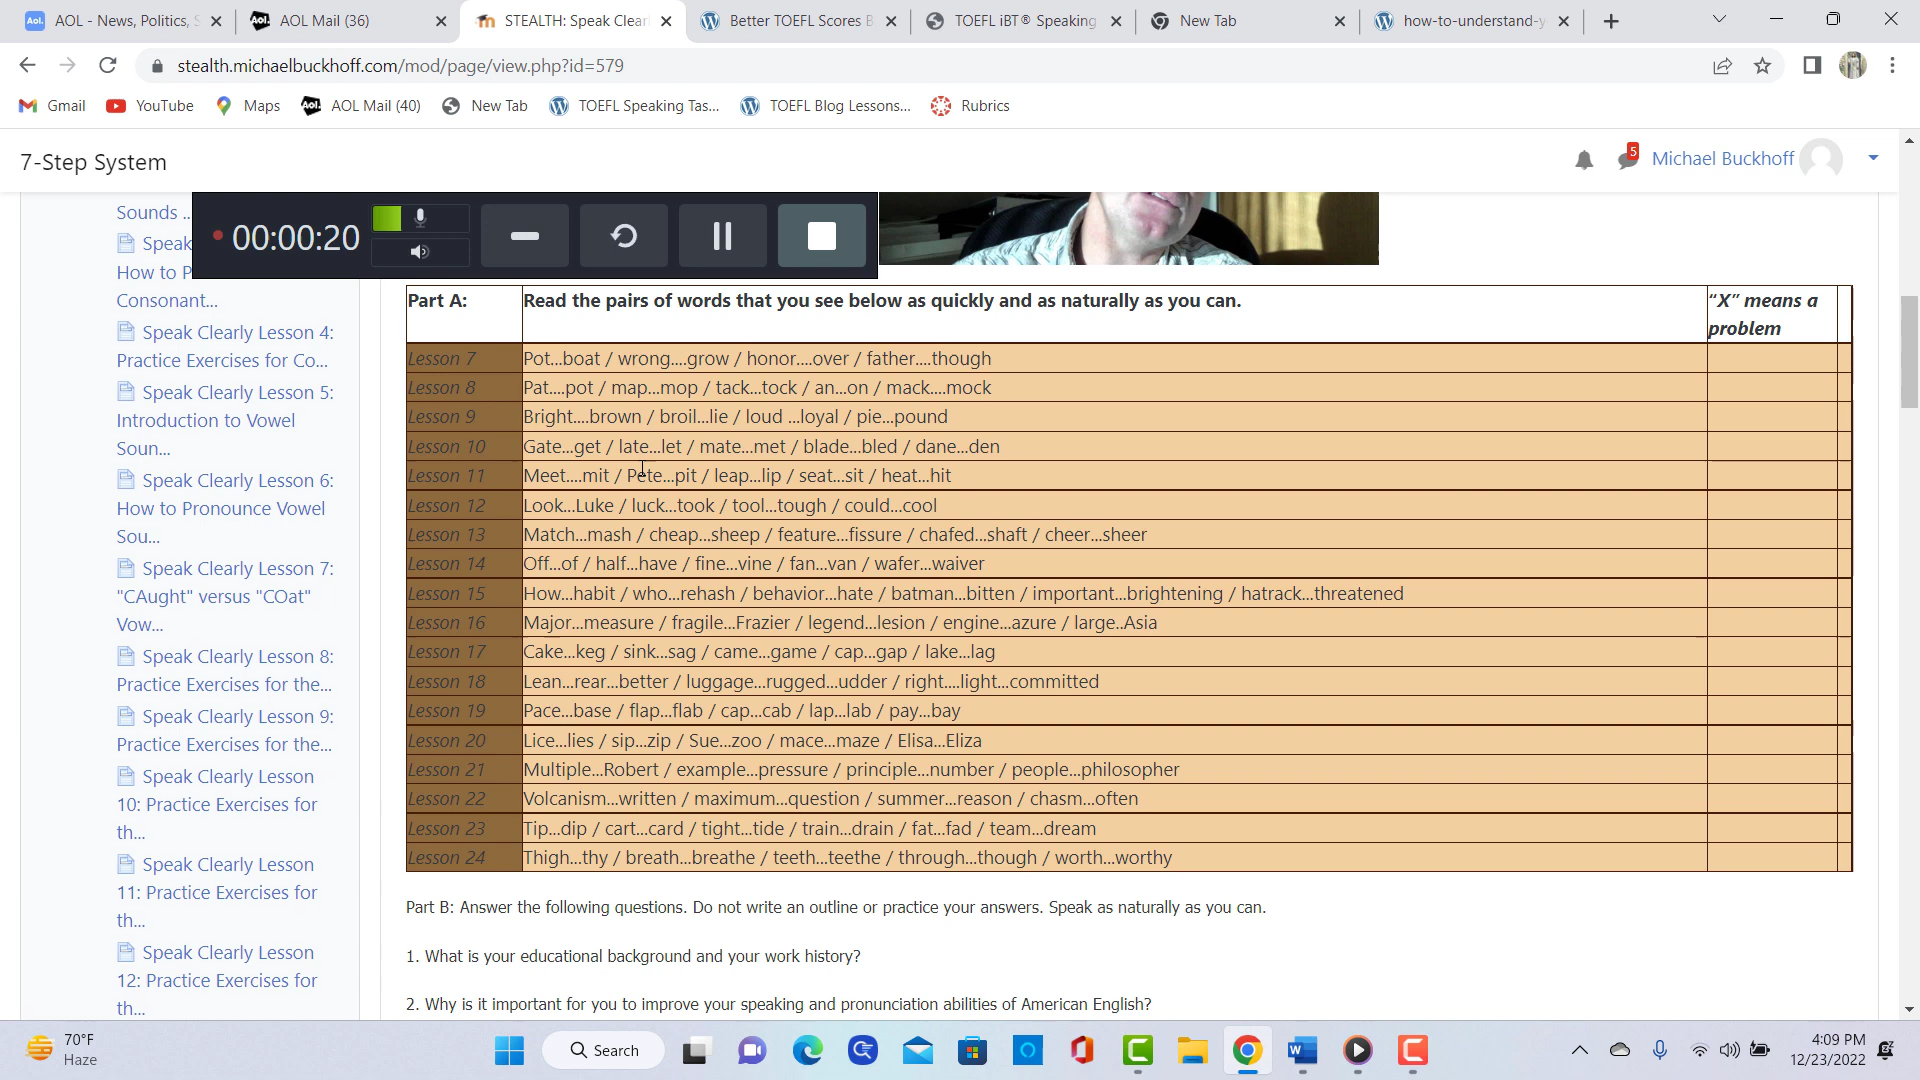 AOL - News, Politics, S
AOL Mail (36)
STEALTH: Speak Clear
Better TOEFL Scores B
TOEFL iBT® Speaking
New Tab
how-to-understand-y
stealth.michaelbuckhoff.com/mod/page/view.php?id=579
Gmail
YouTube
Maps
AOL Mail (40)
New Tab
TOEFL Speaking Tas...
TOEFL Blog Lessons...
Rubrics
7-Step System
5
Michael Buckhoff
00:00:20
Sounds ..
Speak
How to P
Consonant...
Speak Clearly Lesson 4:
Practice Exercises for Co...
Speak Clearly Lesson 5:
Introduction to Vowel
Soun...
Speak Clearly Lesson 6:
How to Pronounce Vowel
Sou...
Speak Clearly Lesson 7:
"CAught" versus "COat"
Vow...
Speak Clearly Lesson 8:
Practice Exercises for the...
Speak Clearly Lesson 9:
Practice Exercises for the...
Speak Clearly Lesson
10: Practice Exercises for
th...
Speak Clearly Lesson
11: Practice Exercises for
th...
Speak Clearly Lesson
12: Practice Exercises for
th...
Part A: Read the pairs of words that you see below as quickly and as naturally as you can. "X" means a
problem
Lesson 7 Pot...boat / wrong....grow / honor....over / father....though
Lesson 8 Pat....pot / map...mop / tack...tock / an...on / mack....mock
Lesson 9 Bright....brown / broil...lie / loud ...loyal / pie...pound
Lesson 10 Gate...get / late...let / mate...met / blade...bled / dane...den
Lesson 11 Meet....mit / Pete...pit / leap...lip / seat...sit / heat...hit
Lesson 12 Look...Luke / luck...took / tool...tough / could...cool
Lesson 13 Match...mash / cheap...sheep / feature...fissure / chafed...shaft / cheer...sheer
Lesson 14 Off...of / half...have / fine...vine / fan...van / wafer...waiver
Lesson 15 How...habit / who...rehash / behavior...hate / batman...bitten / important...brightening / hatrack...threatened
Lesson 16 Major...measure / fragile...Frazier / legend...lesion / engine...azure / large..Asia
Lesson 17 Cake...keg / sink...sag / came...game / cap...gap / lake...lag
Lesson 18 Lean...rear...better / luggage...rugged...udder / right....light...committed
Lesson 19 Pace...base / flap...flab / cap...cab / lap...lab / pay...bay
Lesson 20 Lice...lies / sip...zip / Sue...zoo / mace...maze / Elisa...Eliza
Lesson 21 Multiple...Robert / example...pressure / principle...number / people...philosopher
Lesson 22 Volcanism...written / maximum...question / summer...reason / chasm...often
Lesson 23 Tip...dip / cart...card / tight...tide / train...drain / fat...fad / team...dream
Lesson 24 Thigh...thy / breath...breathe / teeth...teethe / through...though / worth...worthy
Part B: Answer the following questions. Do not write an outline or practice your answers. Speak as naturally as you can.
1. What is your educational background and your work history?
2. Why is it important for you to improve your speaking and pronunciation abilities of American English?
70°F
Haze
Search
4:09 PM
12/23/2022